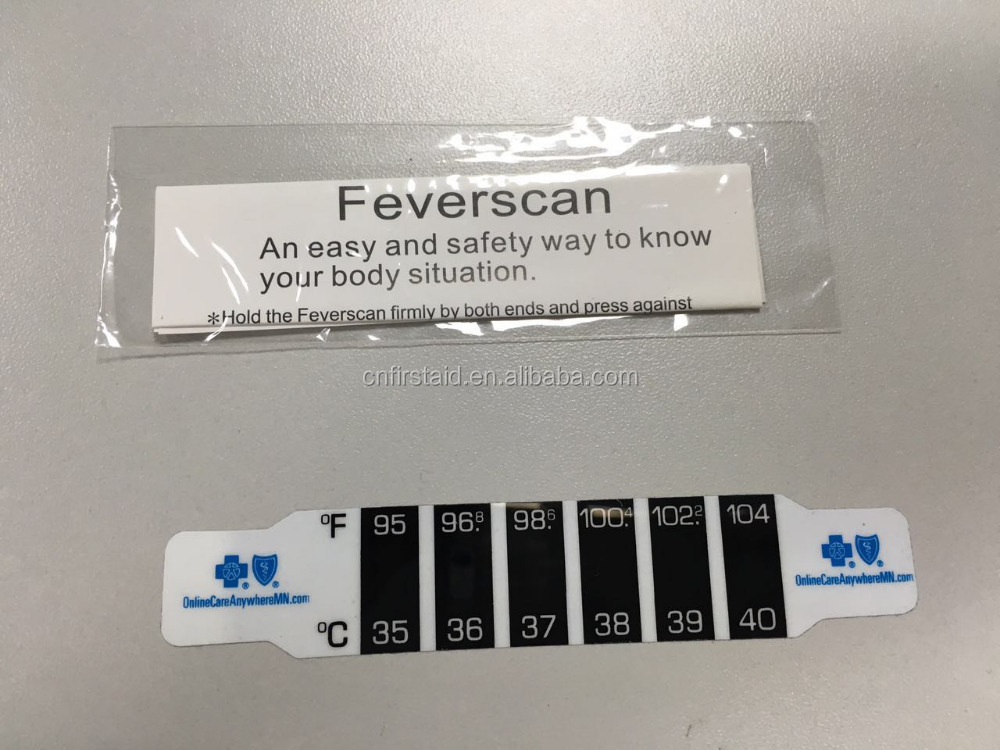 Feverscan
An easy and safety way to know
your body situation.
*Hold the Feverscan firmly by both ends and press against
cnfirstaid.en.alibaba.com
°F 95 96.8 98.6 100.4 102.2 104
°C 35 36 37 38 39 40
® ®
OnlineCareAnywhereMN.com
® ®
OnlineCareAnywhereMN.com